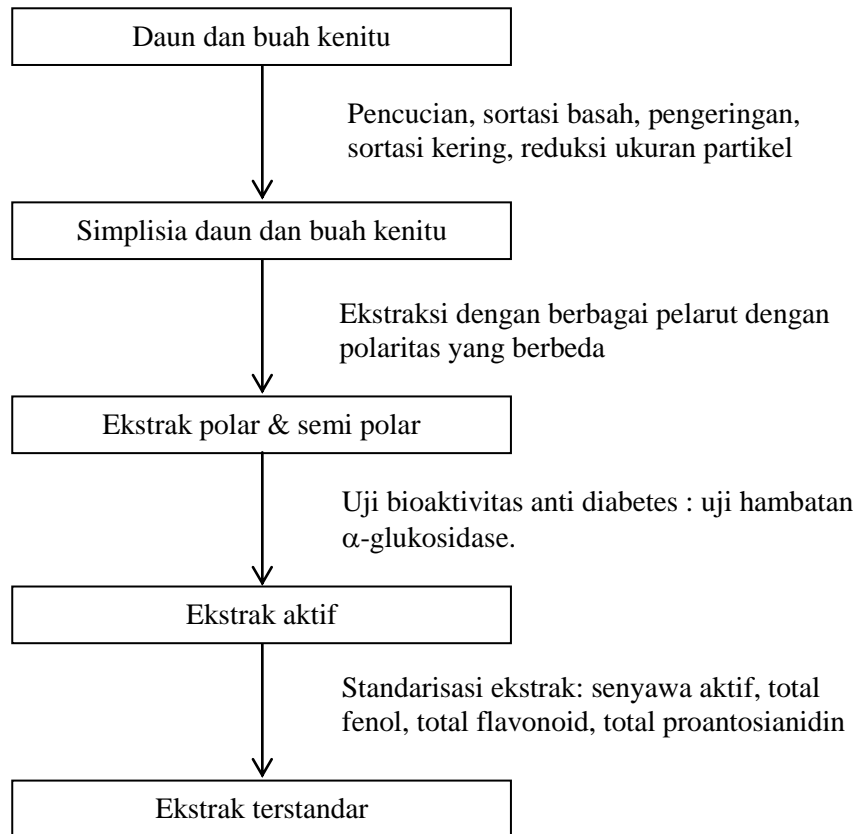 Daun dan buah kenitu
Pencucian, sortasi basah, pengeringan,
sortasi kering, reduksi ukuran partikel
Simplisia daun dan buah kenitu
Ekstraksi dengan berbagai pelarut dengan
polaritas yang berbeda
Ekstrak polar & semi polar
Uji bioaktivitas anti diabetes : uji hambatan
α-glukosidase.
Ekstrak aktif
Standarisasi ekstrak: senyawa aktif, total
fenol, total flavonoid, total proantosianidin
Ekstrak terstandar